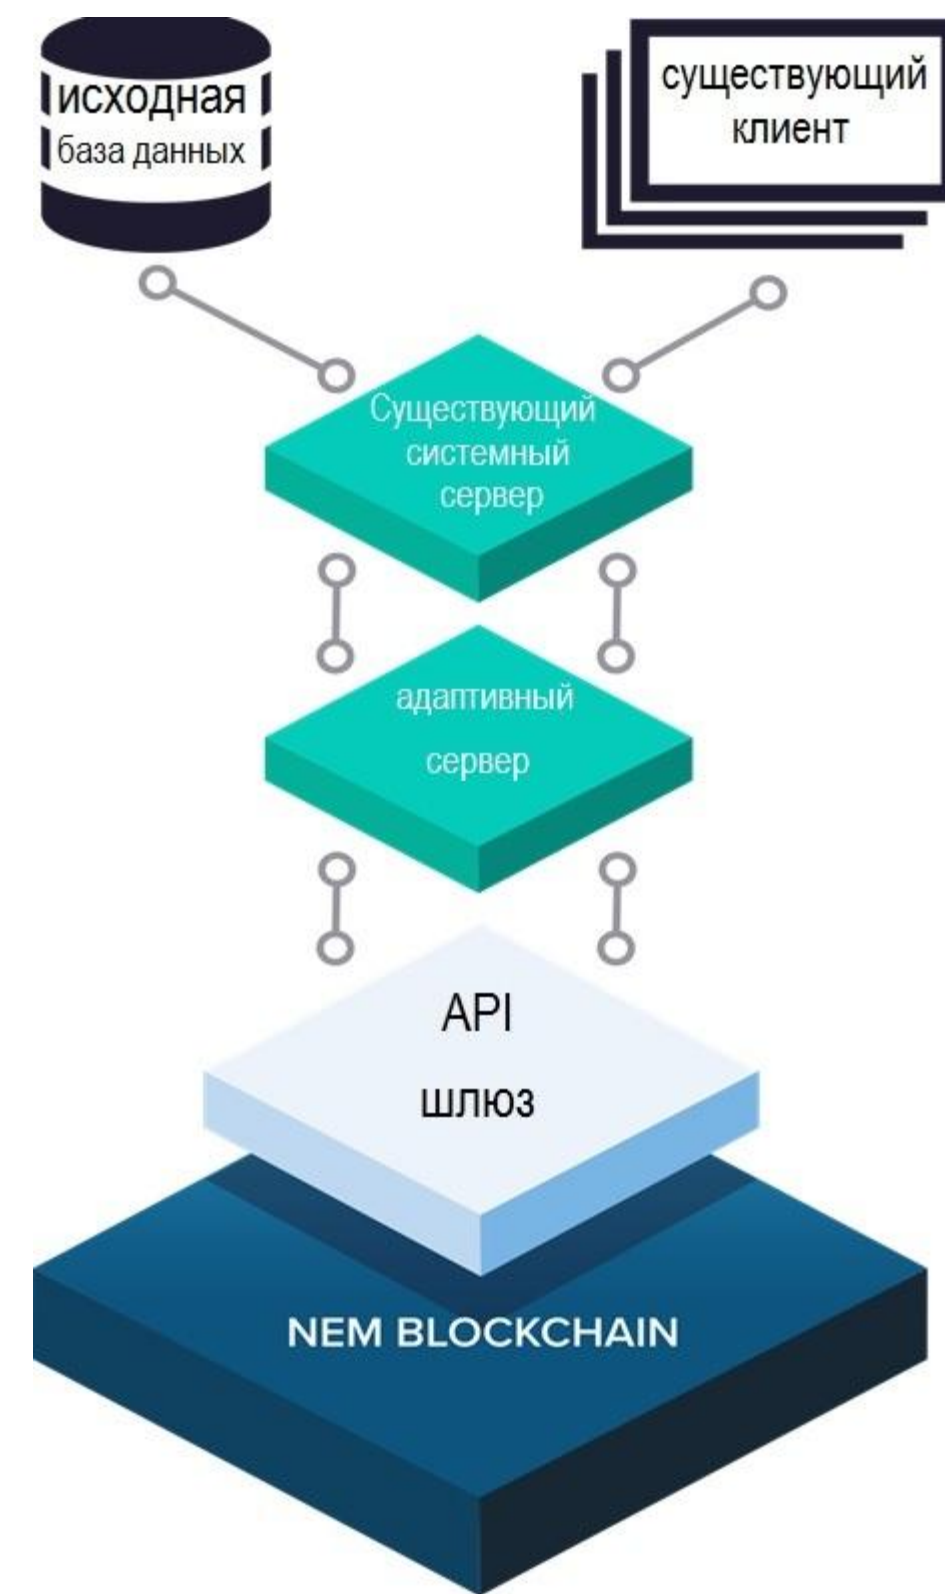 исходная
база данных
существующий
клиент
Существующий
системный
сервер
адаптивный
сервер
API
шлюз
NEM BLOCKCHAIN